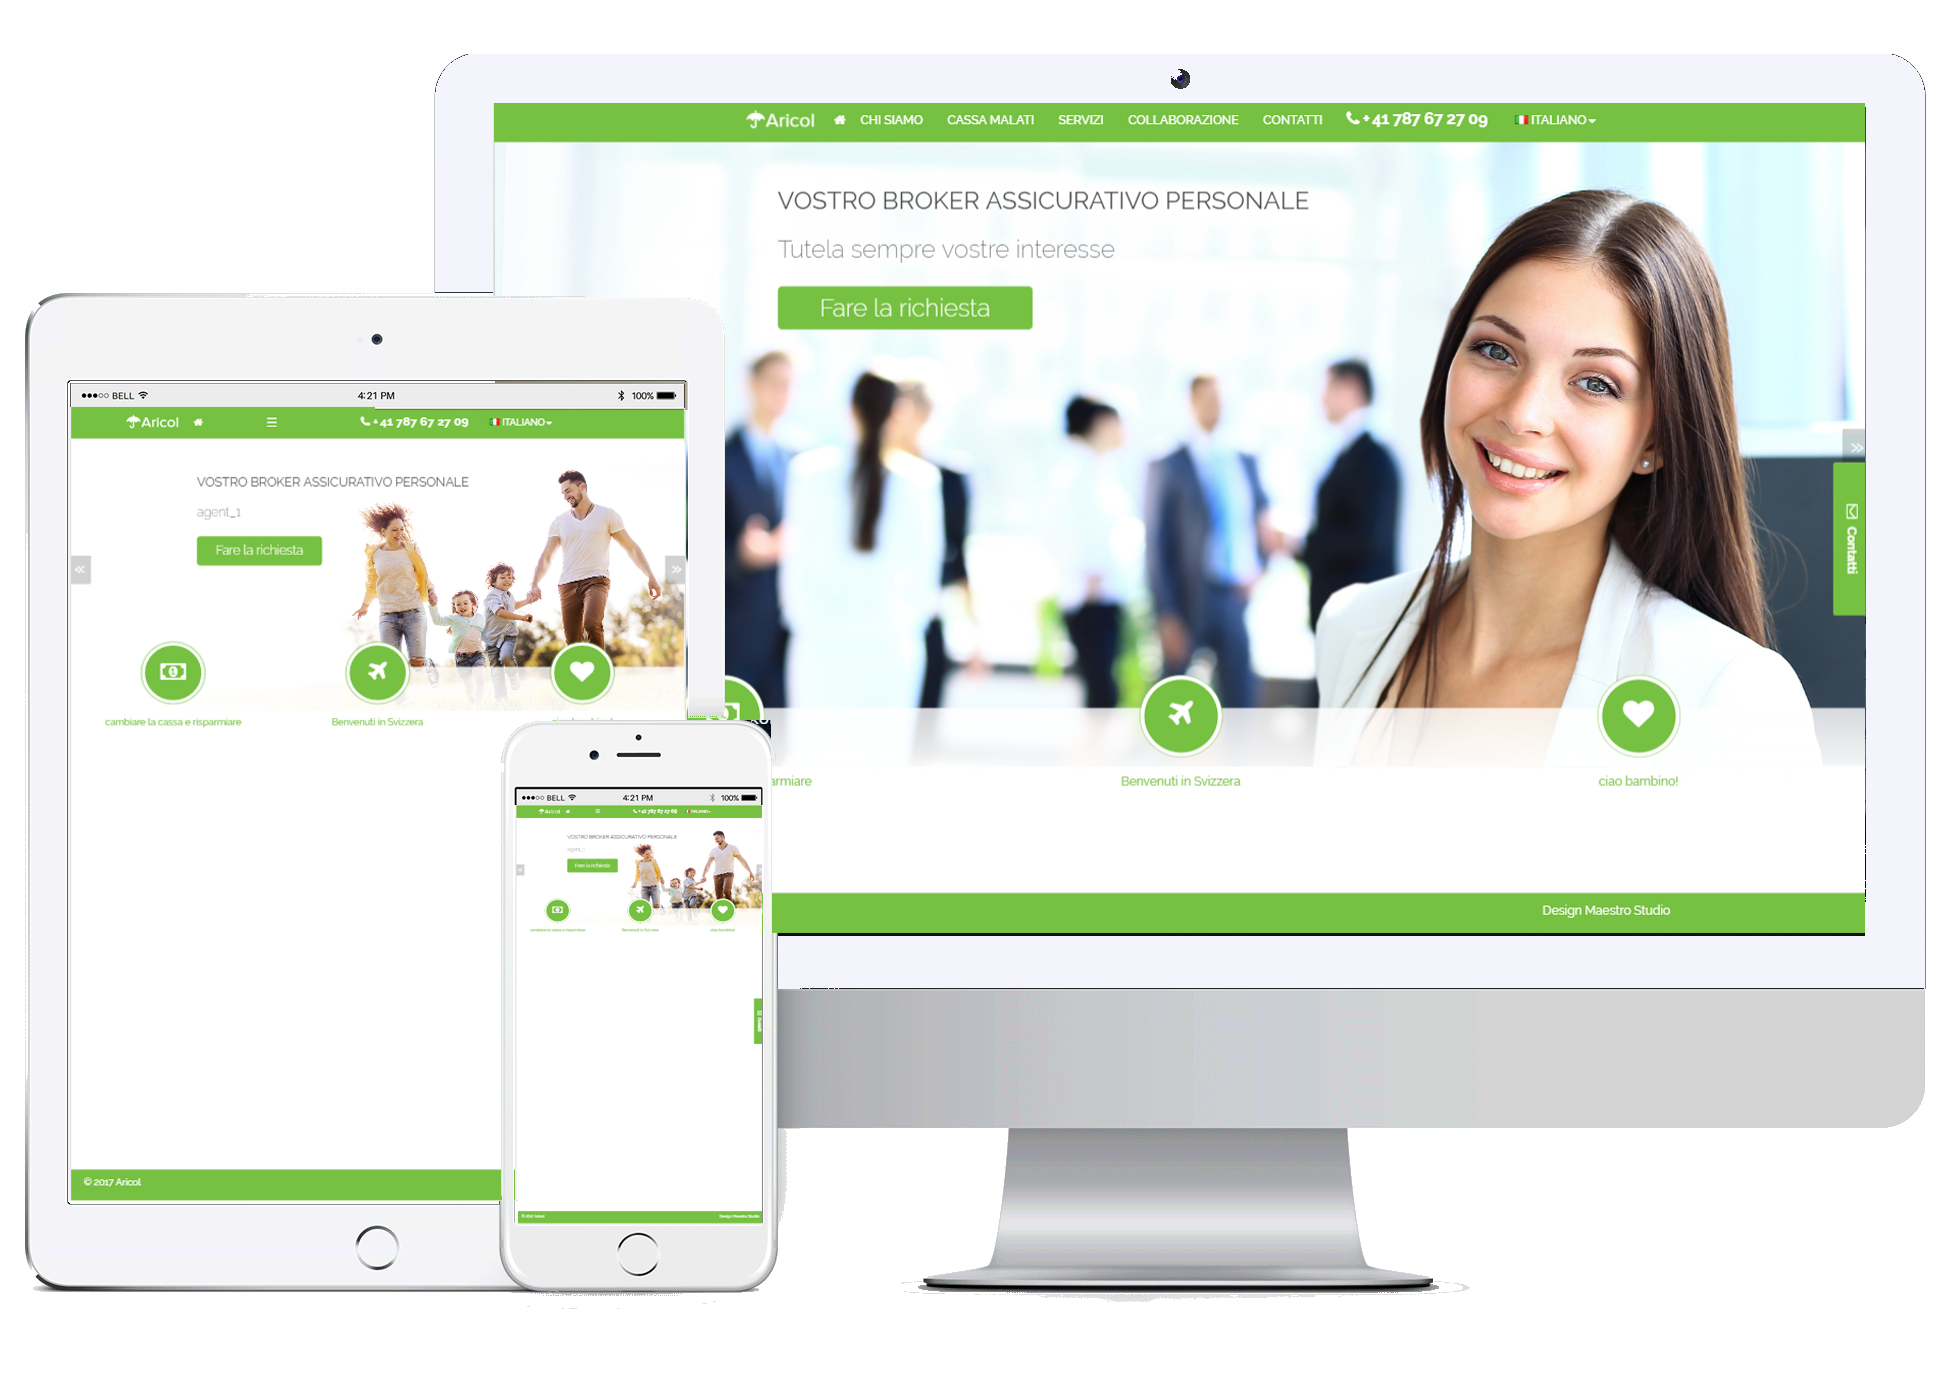 Aricol CHI SIAMO CASSA MALATI SERVIZI COLLABORAZIONE CONTATTI +41 787 67 27 09 ITALIANO
VOSTRO BROKER ASSICURATIVO PERSONALE
Tutela sempre vostre interesse
Fare la richiesta
Contatti
armiare
Benvenuti in Svizzera
ciao bambino!
Design Maestro Studio
BELL 4:21 PM 100%
Aricol +41 787 67 27 09 ITALIANO
VOSTRO BROKER ASSICURATIVO PERSONALE
agent_1
Fare la richiesta
cambiare la cassa e risparmiare
Benvenuti in Svizzera
© 2017 Aricol
BELL 4:21 PM 100%
Aricol +41 787 67 27 09 ITALIANO
VOSTRO BROKER ASSICURATIVO PERSONALE
agent_1
Fare la richiesta
cambiare la cassa e risparmiare
Benvenuti in Svizzera
ciao bambino!
Contatti
© 2017 Aricol
Design Maestro Studio